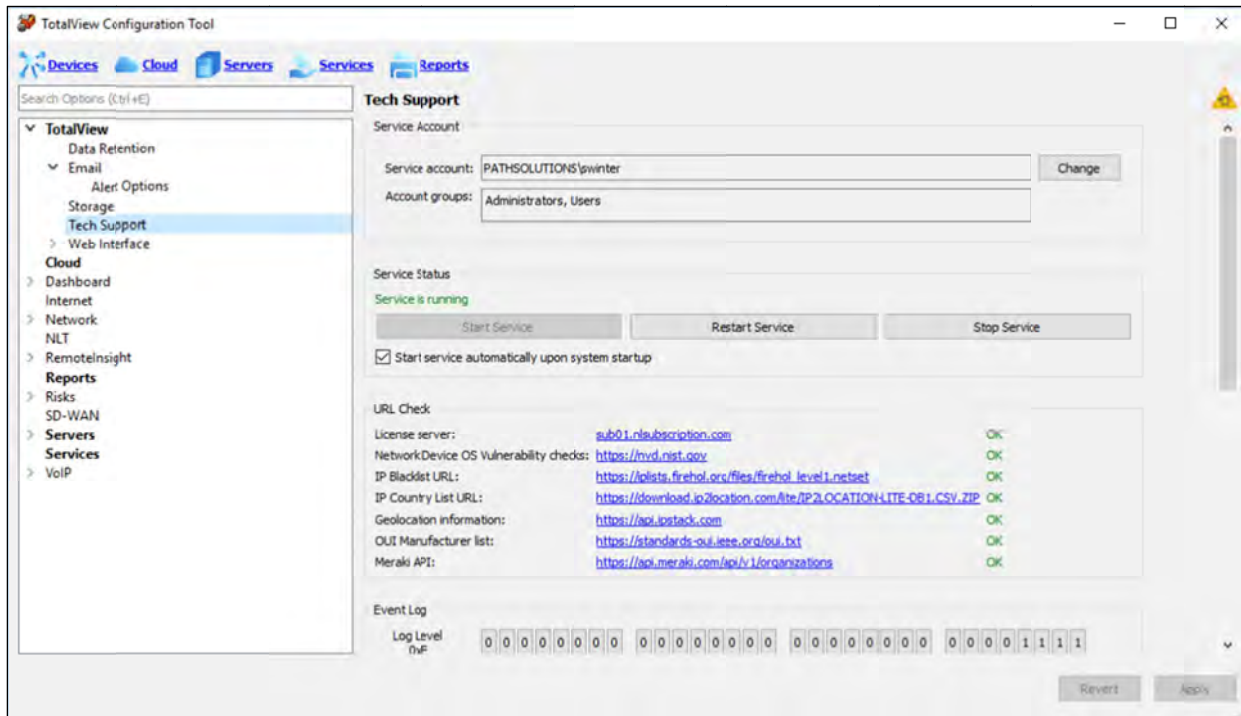 TotalView Configuration Tool
Devices Cloud Servers Services Reports
Search Options (Ctrl+E)
TotalView
Data Retention
Email
Alert Options
Storage
Tech Support
Web Interface
Cloud
Dashboard
Internet
Network
NLT
RemoteInsight
Reports
Risks
SD-WAN
Servers
Services
VoIP
Tech Support
Service Account
Service account: PATHSOLUTIONS\swinter Change
Account groups: Administrators, Users
Service Status
Service is running
Start Service Restart Service Stop Service
Start service automatically upon system startup
URL Check
License server: sub01.nlsubscription.com OK
Network Device OS Vulnerability checks: https://nvd.nist.gov OK
IP Blacklist URL: https://iplists.firehol.org/files/firehol_level1.netset OK
IP Country List URL: https://download.ip2location.com/lite/IP2LOCATION-LITE-DB1.CSV.ZIP OK
Geolocation information: https://api.ipstack.com OK
OUI Manufacturer list: https://standards-oui.ieee.org/oui.txt OK
Meraki API: https://api.meraki.com/api/v1/organizations OK
Event Log
Log Level 0 0 0 0 0 0 0 0 0 0 0 0 0 0 0 0 0 0 0 0 0 0 0 0 0 0 0 0 1 1 1 1
0xF
Revert Apply